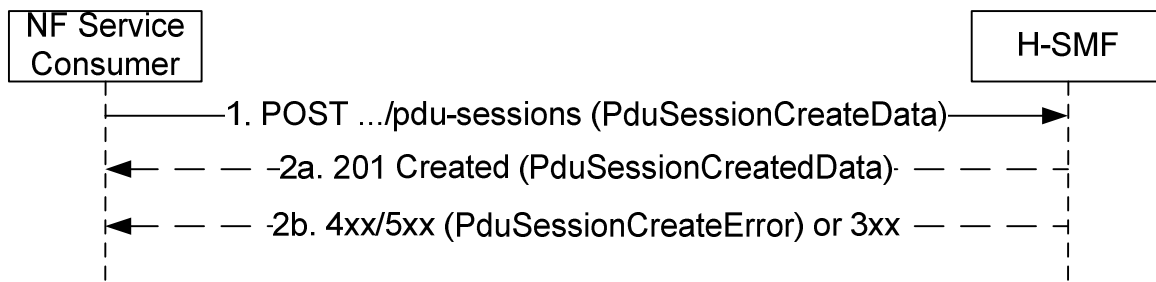 NF Service
Consumer
H-SMF
1. POST .../pdu-sessions (PduSessionCreateData)
2a. 201 Created (PduSessionCreatedData)
2b. 4xx/5xx (PduSessionCreateError) or 3xx